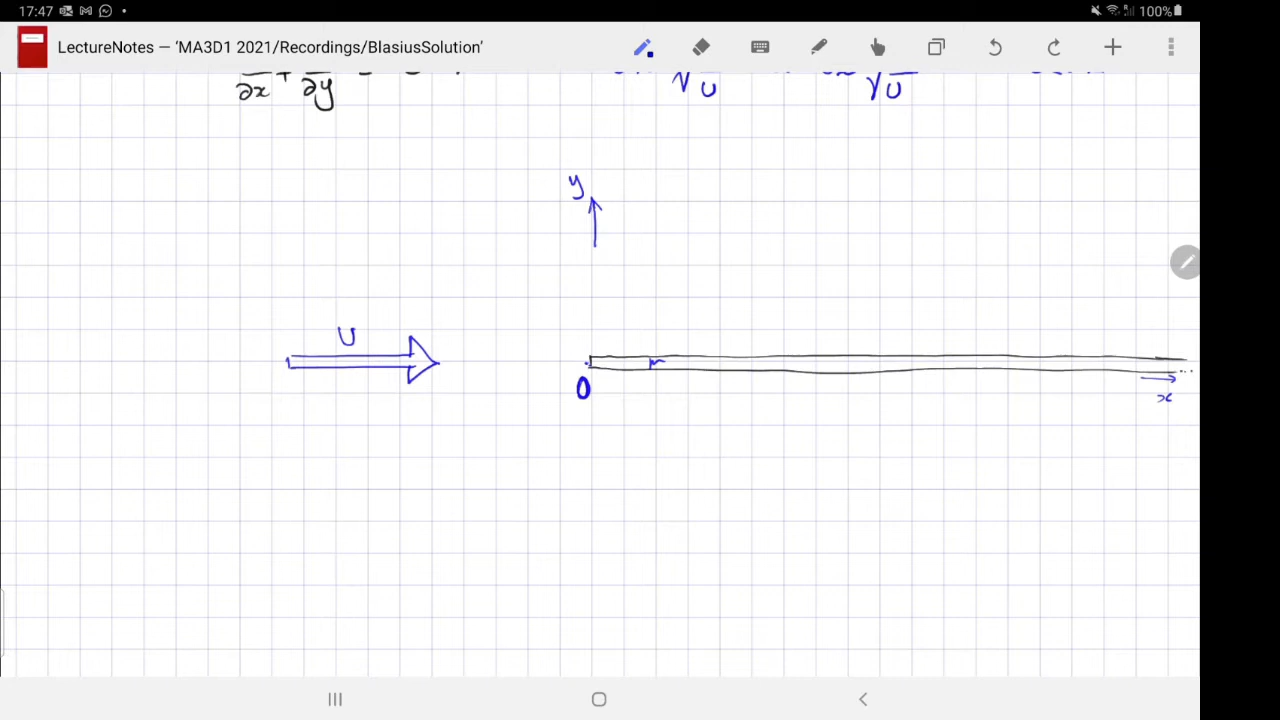 17:47 100%
LectureNotes — ‘MA3D1 2021/Recordings/BlasiusSolution’
∂x + ∂y
U U
y
U
0
x
...